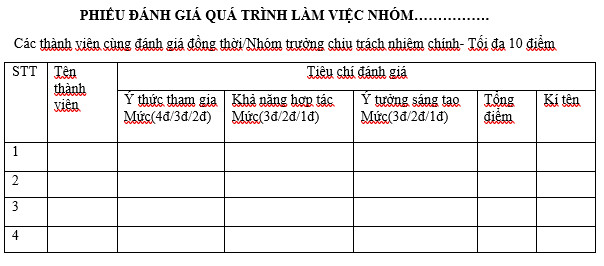 PHIẾU ĐÁNH GIÁ QUÁ TRÌNH LÀM VIỆC NHÓM................
Các thành viên cùng đánh giá đồng thời/Nhóm trưởng chịu trách nhiệm chính- Tối đa 10 điểm
STT
Tên
thành
viên
Tiêu chí đánh giá
Ý thức tham gia
Mức(4đ/3đ/2đ)
Khả năng hợp tác
Mức(3đ/2đ/1đ)
Ý tưởng sáng tạo
Mức(3đ/2đ/1đ)
Tổng
điểm
Kí tên
1
2
3
4